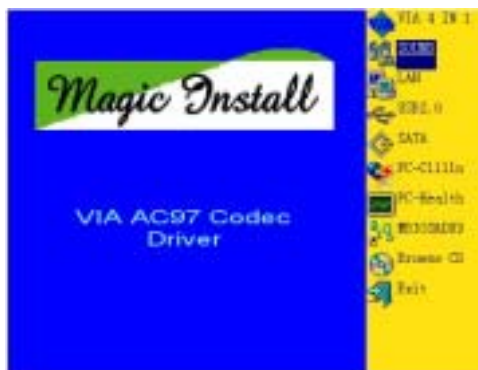 Magic Install
VIA AC97 Codec
Driver
VIA 4 IN 1
SOUND
LAN
USB2.0
SATA
PC-Health
Browse CD
Exit